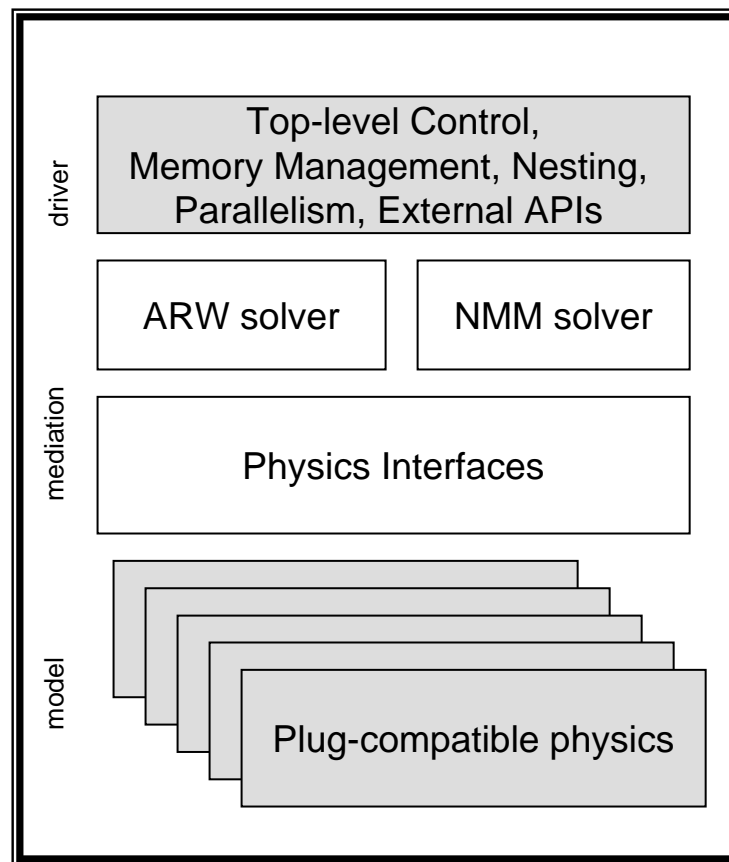 driver
Top-level Control,
Memory Management, Nesting,
Parallelism, External APIs
ARW solver
NMM solver
mediation
Physics Interfaces
model
Plug-compatible physics